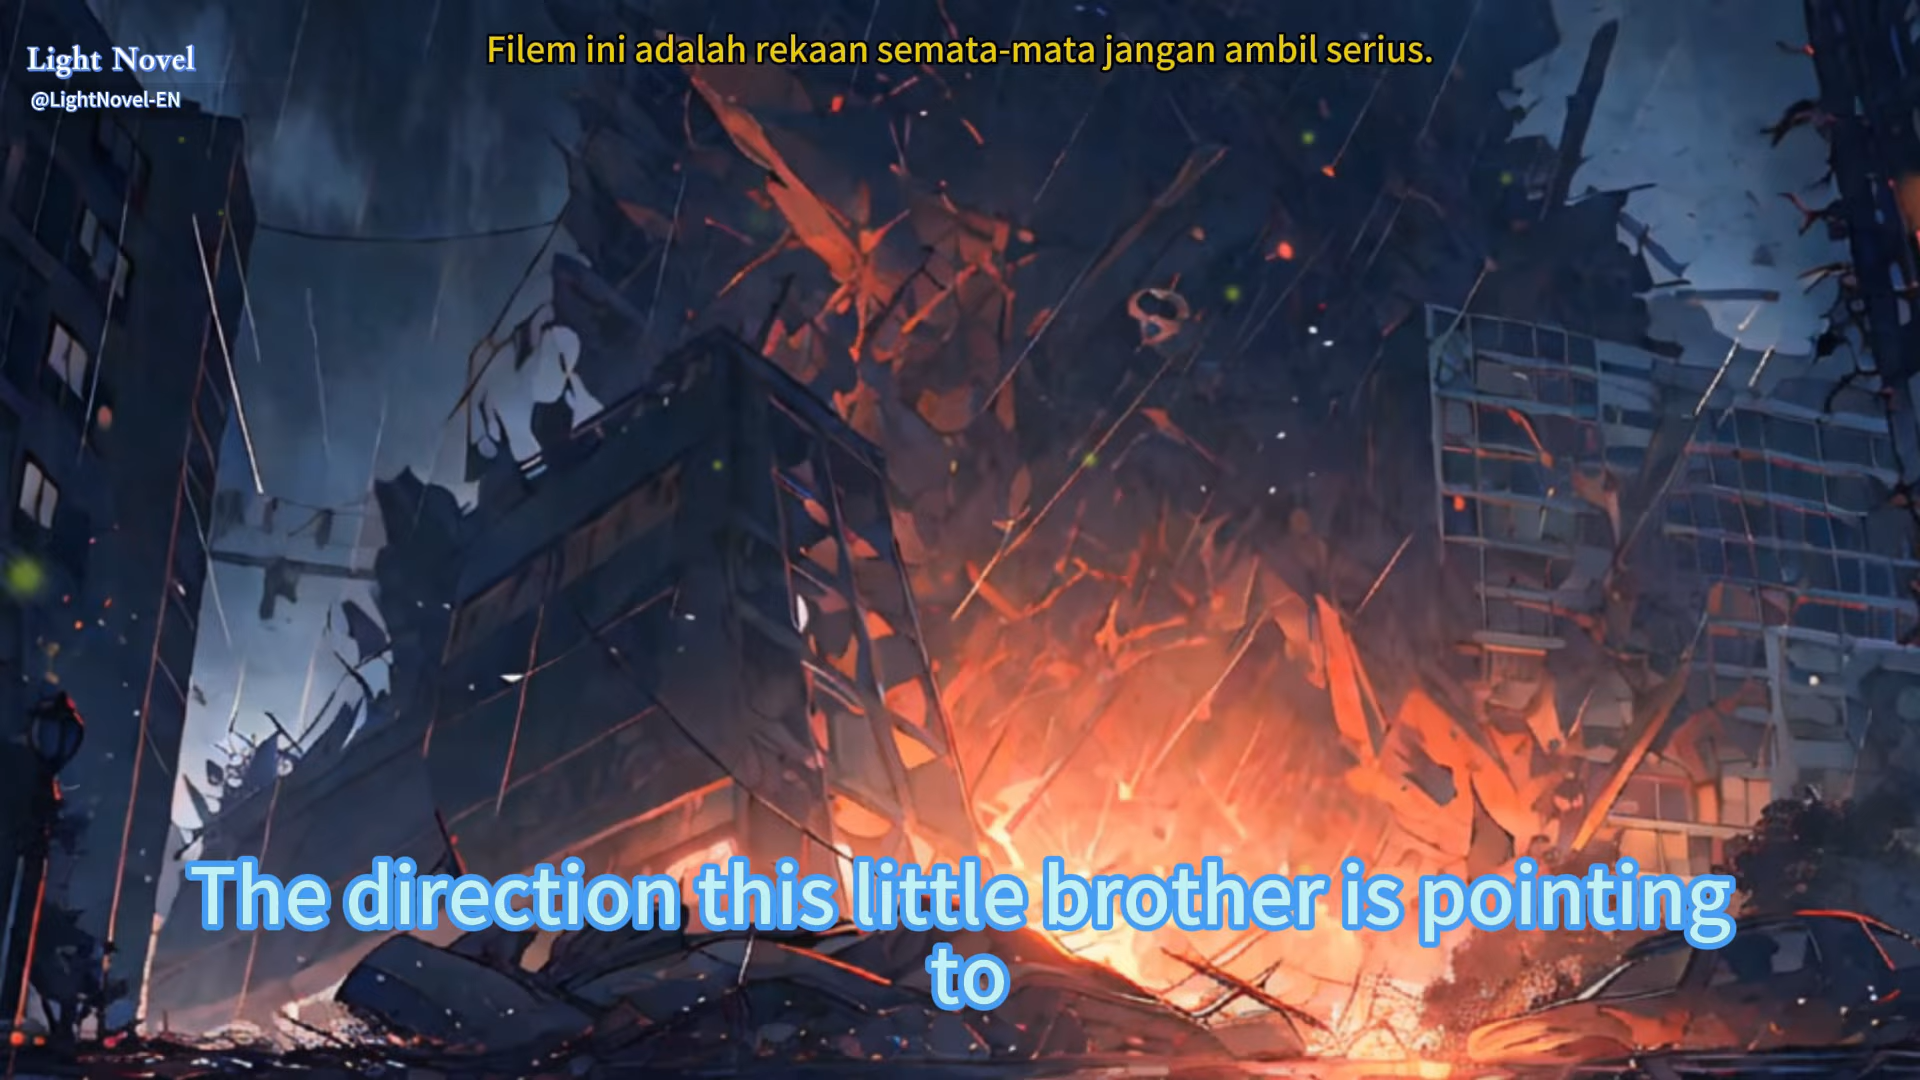 Light Novel
@LightNovel-EN
Filem ini adalah rekaan semata-mata jangan ambil serius.
The direction this little brother is pointing
to